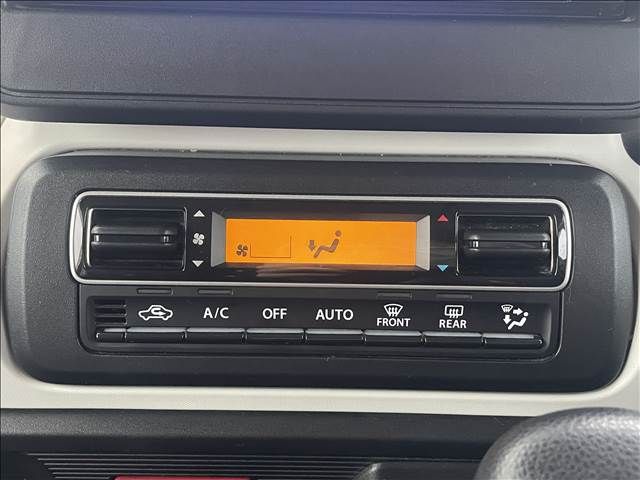 A/C OFF AUTO FRONT REAR